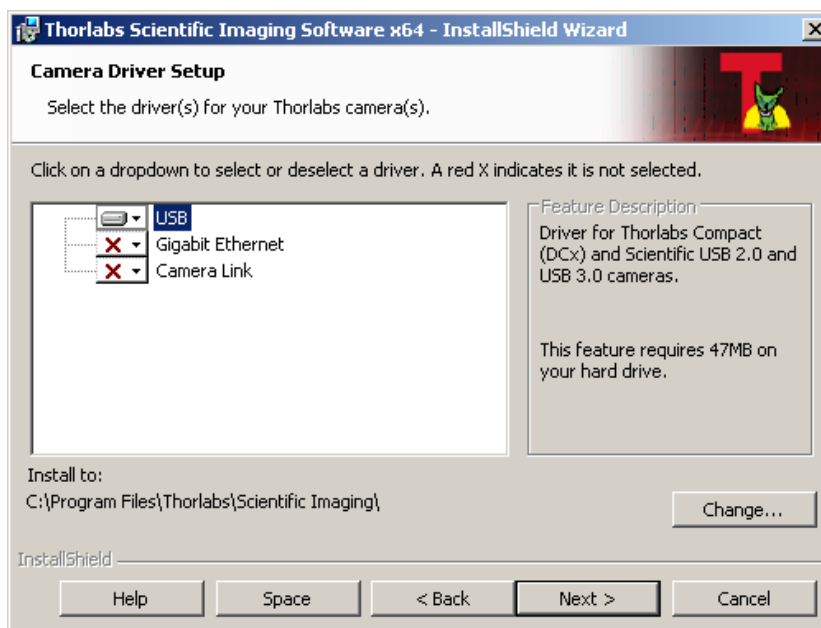 Thorlabs Scientific Imaging Software x64 - InstallShield Wizard
Camera Driver Setup
Select the driver(s) for your Thorlabs camera(s).
Click on a dropdown to select or deselect a driver. A red X indicates it is not selected.
USB
Gigabit Ethernet
Camera Link
Feature Description
Driver for Thorlabs Compact
(DCx) and Scientific USB 2.0 and
USB 3.0 cameras.
This feature requires 47MB on
your hard drive.
Install to:
C:\Program Files\Thorlabs\Scientific Imaging\
Change...
InstallShield
Help
Space
< Back
Next >
Cancel